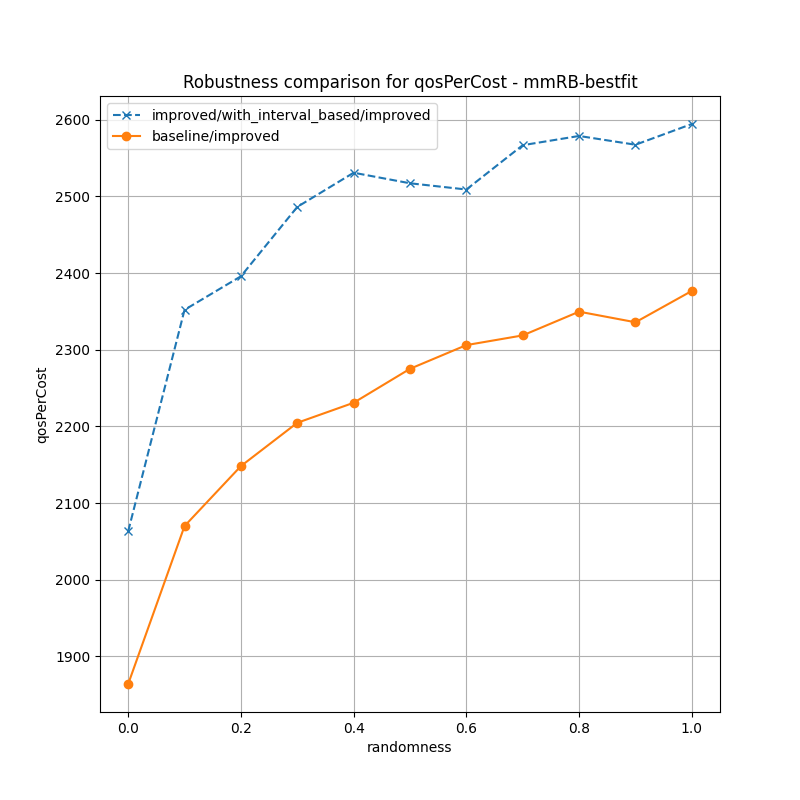 Robustness comparison for qosPerCost - mmRB-bestfit
improved/with_interval_based/improved
baseline/improved
2600
2500
2400
2300
2200
2100
2000
1900
qosPerCost
0.0 0.2 0.4 0.6 0.8 1.0
randomness